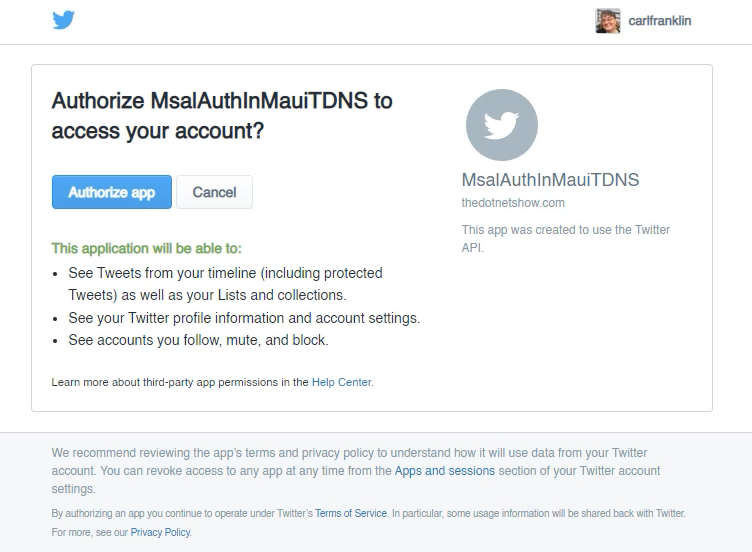 carlfranklin
Authorize MsalAuthInMauiTDNS to
access your account?
Authorize app
Cancel
This application will be able to:
• See Tweets from your timeline (including protected
Tweets) as well as your Lists and collections.
• See your Twitter profile information and account settings.
• See accounts you follow, mute, and block.
Learn more about third-party app permissions in the Help Center.
MsalAuthInMauiTDNS
thedotnetshow.com
This app was created to use the Twitter
API.
We recommend reviewing the app's terms and privacy policy to understand how it will use data from your Twitter
account. You can revoke access to any app at any time from the Apps and sessions section of your Twitter account
settings.
By authorizing an app you continue to operate under Twitter's Terms of Service. In particular, some usage information will be shared back with Twitter.
For more, see our Privacy Policy.